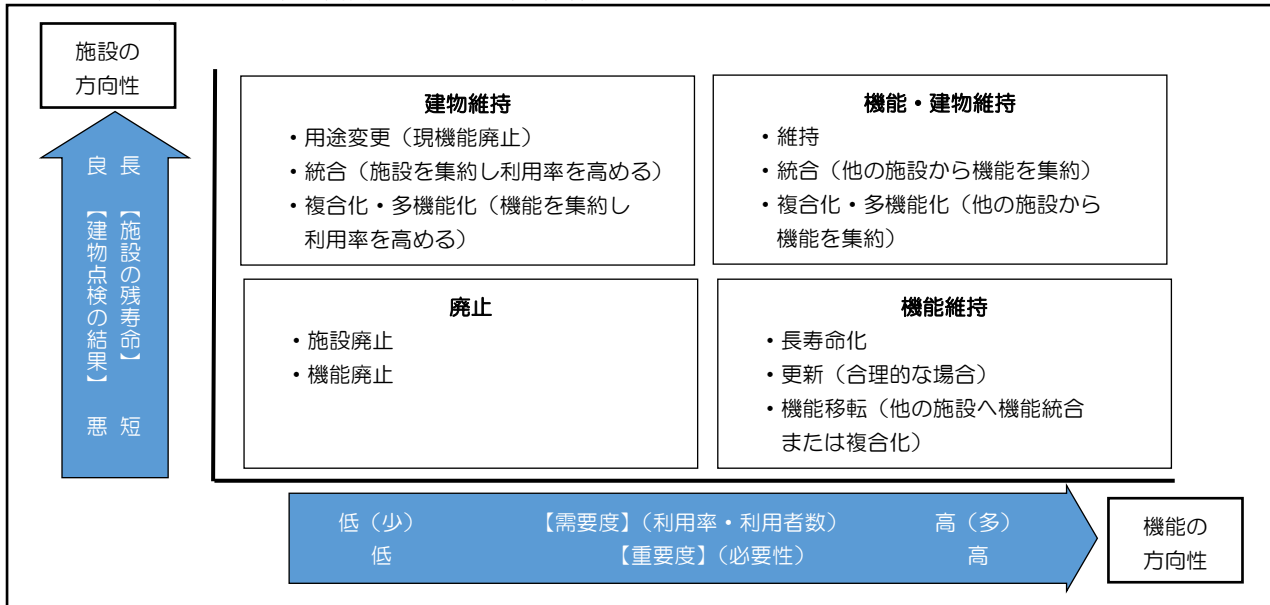 施設の
方向性
良 長
【施設の残寿命】
【建物点検の結果】
悪 短
建物維持
・用途変更（現機能廃止）
・統合（施設を集約し利用率を高める）
・複合化・多機能化（機能を集約し
利用率を高める）
機能・建物維持
・維持
・統合（他の施設から機能を集約）
・複合化・多機能化（他の施設から
機能を集約）
廃止
・施設廃止
・機能廃止
機能維持
・長寿命化
・更新（合理的な場合）
・機能移転（他の施設へ機能統合
または複合化）
低（少） 【需要度】（利用率・利用者数） 高（多）
低 【重要度】（必要性） 高
機能の
方向性